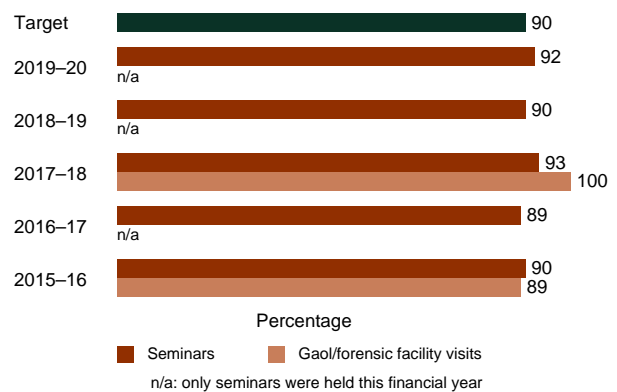 Target 90
2019–20 92
n/a
2018–19 90
n/a
2017–18 93
100
2016–17 89
n/a
2015–16 90
89
Percentage
Seminars Gaol/forensic facility visits
n/a: only seminars were held this financial year